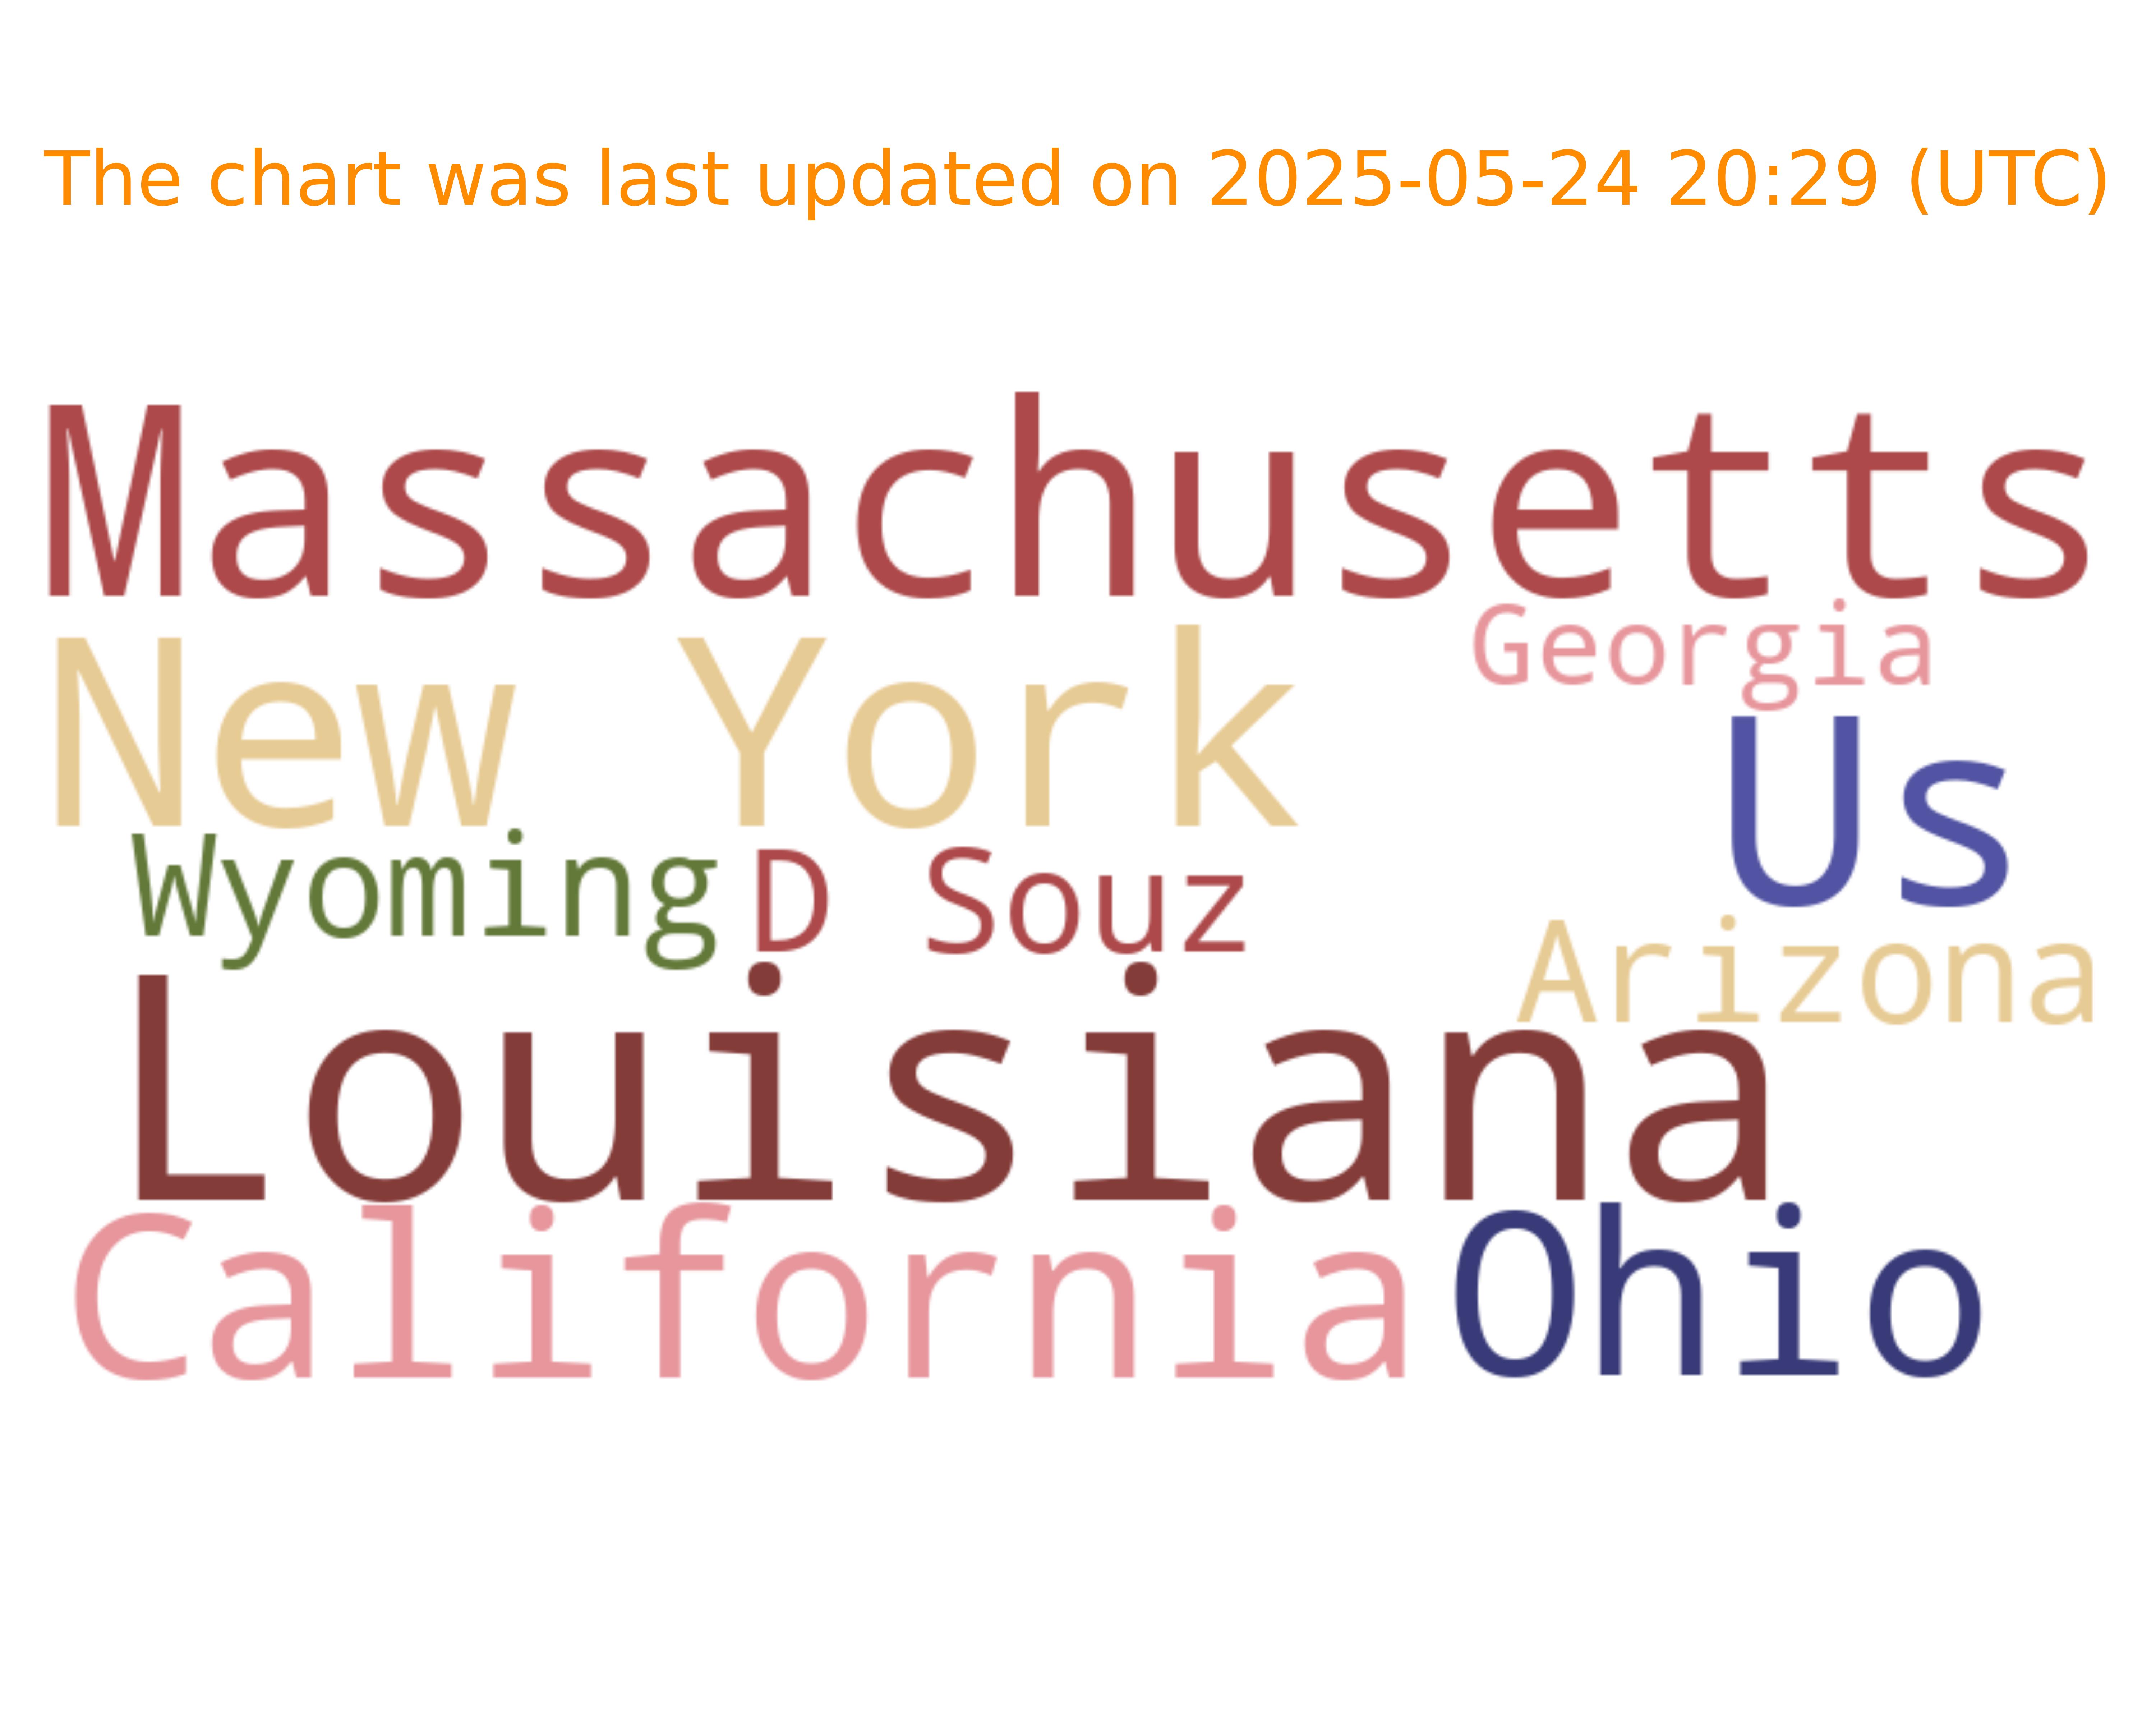 The chart was last updated on 2025-05-24 20:29 (UTC)
Massachusetts
Georgia
New York
Us
Wyoming
D Souz
Arizona
Louisiana
California
Ohio